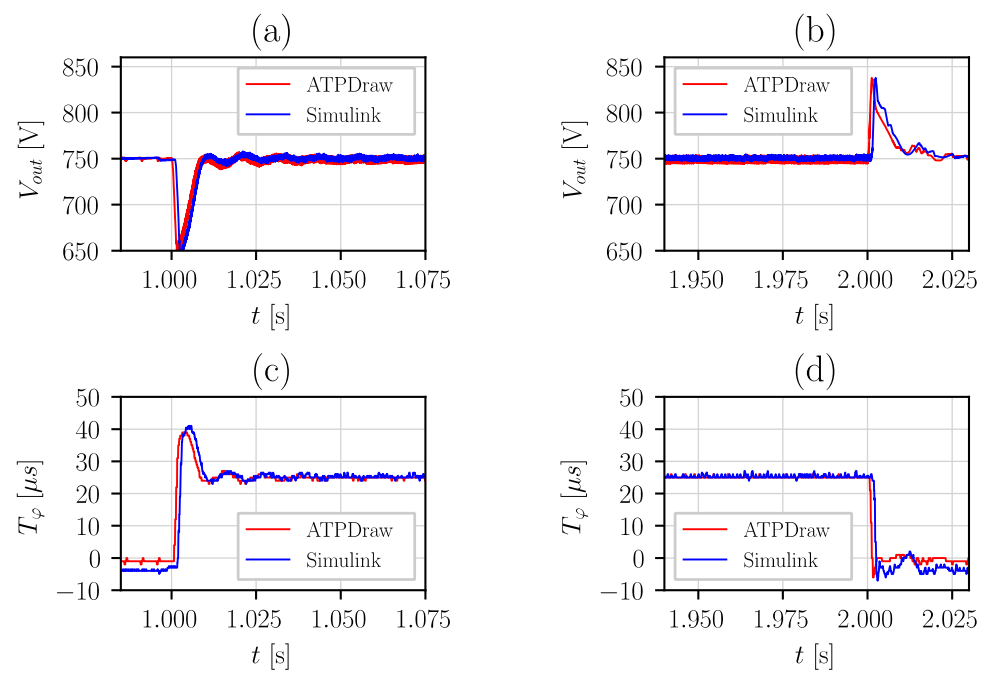 (a)
850
800
750
700
650
V_out [V]
ATPDraw
Simulink
1.000
1.025
1.050
1.075
t [s]
(b)
850
800
750
700
650
V_out [V]
ATPDraw
Simulink
1.950
1.975
2.000
2.025
t [s]
(c)
50
40
30
20
10
0
−10
T_φ [μs]
ATPDraw
Simulink
1.000
1.025
1.050
1.075
t [s]
(d)
50
40
30
20
10
0
−10
T_φ [μs]
ATPDraw
Simulink
1.950
1.975
2.000
2.025
t [s]